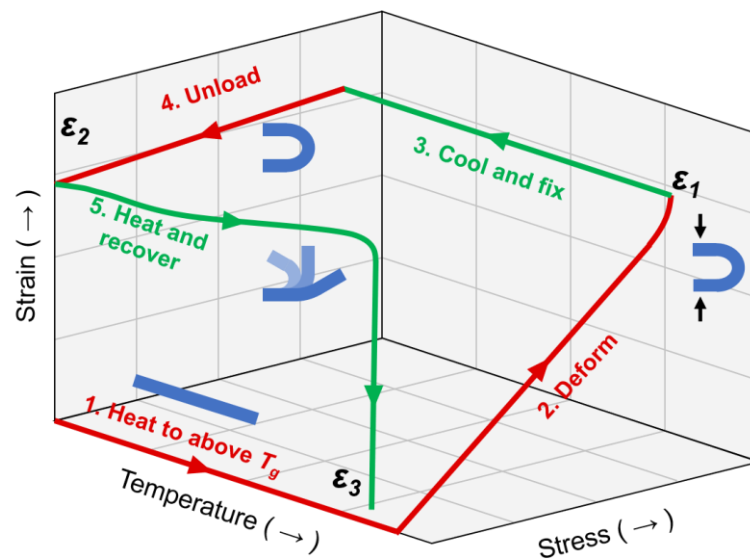 4. Unload
ε2
3. Cool and fix
ε1
5. Heat and
recover
Strain (→)
2. Deform
1. Heat to above Tg
ε3
Temperature (→)
Stress (→)